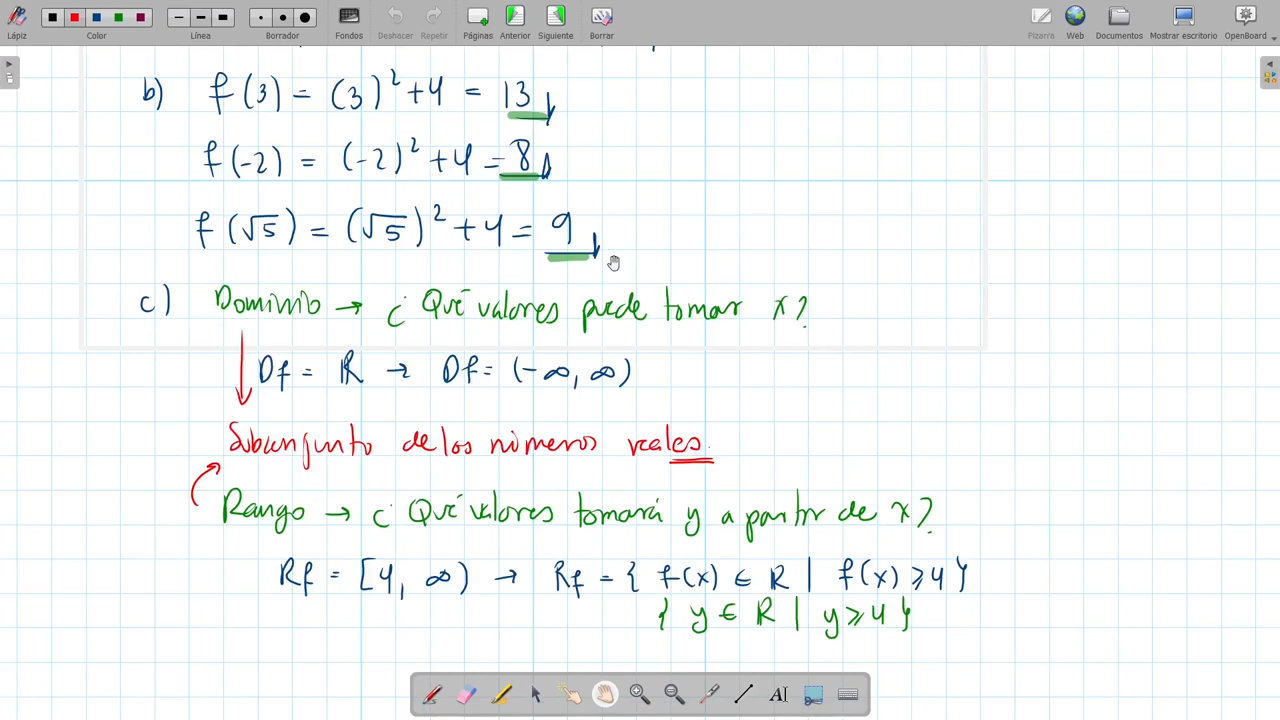 Lápiz Color Línea Borrador Fondos Deshacer Repetir Páginas Anterior Siguiente Borrar Pizarra Web Documentos Mostrar escritorio OpenBoard
b) f(3) = (3)² + 4 = 13
f(-2) = (-2)² + 4 = 8
f(√5) = (√5)² + 4 = 9
c) Dominio → ¿Qué valores puede tomar x?
Df = ℝ → Df = (-∞, ∞)
Subconjunto de los números reales.
Rango → ¿Qué valores tomará y a partir de x?
Rf = [4, ∞) → Rf = { f(x) ∈ ℝ | f(x) ⩾ 4 }
{ y ∈ ℝ | y ⩾ 4 }